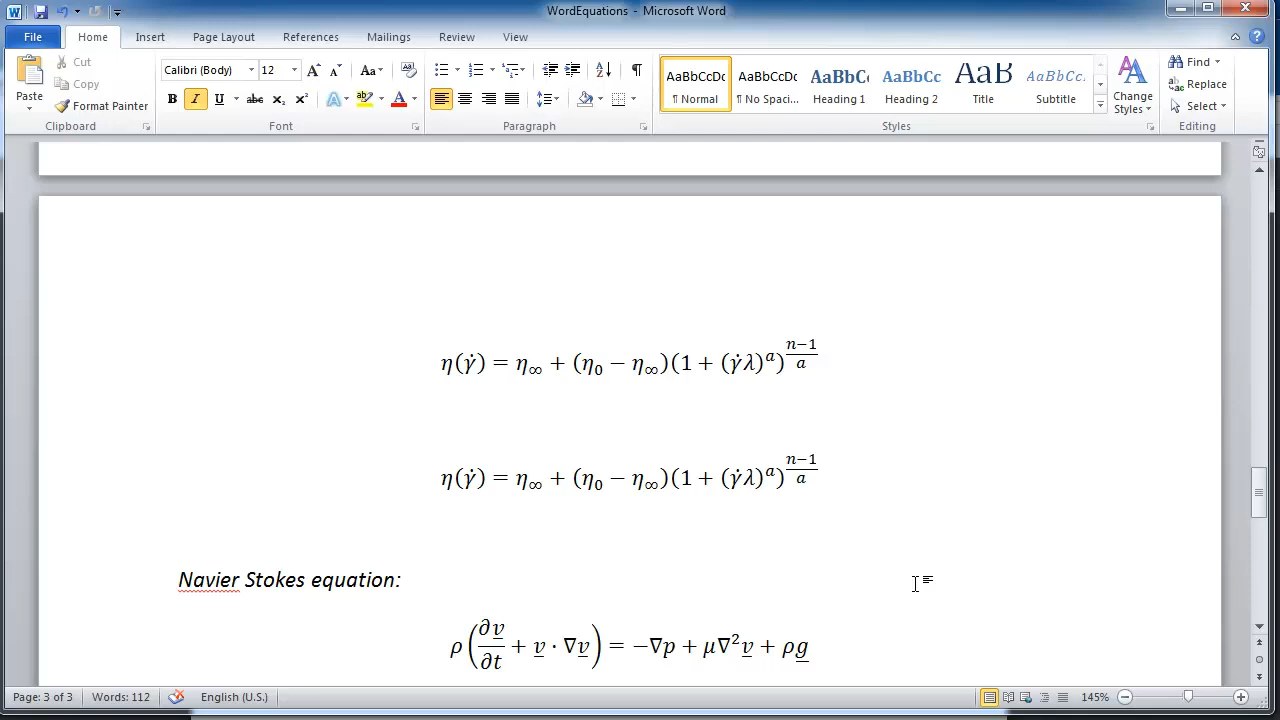 WordEquations - Microsoft Word
File Home Insert Page Layout References Mailings Review View
Paste
Cut
Copy
Format Painter
Clipboard
Calibri (Body) 12
Font
Paragraph
AaBbCcDc AaBbCcDc AaBbC AaBbCc AaB AaBbCc.
¶ Normal ¶ No Spaci... Heading 1 Heading 2 Title Subtitle
Change
Styles
Styles
Find
Replace
Select
Editing
η(γ̇) = η∞ + (η₀ − η∞)(1 + (γ̇λ)^a)^((n−1)/a)
η(γ̇) = η∞ + (η₀ − η∞)(1 + (γ̇λ)^a)^((n−1)/a)
Navier Stokes equation:
ρ(∂v̲/∂t + v̲ · ∇v̲) = −∇p + μ∇²v̲ + ρg̲
Page: 3 of 3 Words: 112 English (U.S.) 145%